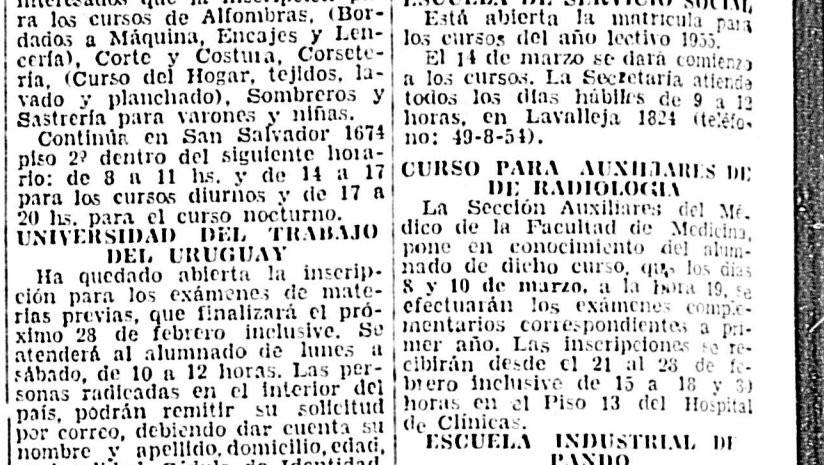 interesados que la inscripción pa-
ra los cursos de Alfombras, (Bor-
dados a Máquina, Encajes y Len-
cería), Corte y Costura, Corsete-
ría, (Curso del Hogar, tejidos, la-
vado y planchado), Sombreros y
Sastrería para varones y niñas.
Continúa en San Salvador 1674
piso 2º dentro del siguiente hora-
rio: de 8 a 11 hs. y de 14 a 17
para los cursos diurnos y de 17 a
20 hs. para el curso nocturno.
UNIVERSIDAD DEL TRABAJO
DEL URUGUAY
Ha quedado abierta la inscrip-
ción para los exámenes de mate-
rias previas, que finalizará el pró-
ximo 28 de febrero inclusive. Se
atenderá al alumnado de lunes a
sábado, de 10 a 12 horas. Las per-
sonas radicadas en el interior del
país, podrán remitir su solicitud
por correo, debiendo dar cuenta su
nombre y apellido, domicilio, edad,
Cédula de Identidad
ESCUELA DE SERVICIO SOCIAL
Está abierta la matrícula para
los cursos del año lectivo 1955.
El 14 de marzo se dará comienzo
a los cursos. La Secretaría atiende
todos los días hábiles de 9 a 12
horas, en Lavalleja 1824 (teléfo-
no: 49-8-54).
CURSO PARA AUXILIARES DE
DE RADIOLOGIA
La Sección Auxiliares del Mé-
dico de la Facultad de Medicina,
pone en conocimiento del alum-
nado de dicho curso, que los días
8 y 10 de marzo, a la hora 19, se
efectuarán los exámenes comple-
mentarios correspondientes a pri-
mer año. Las inscripciones se re-
cibirán desde el 21 al 28 de fe-
brero inclusive de 15 a 18 y 30
horas en el Piso 13 del Hospital
de Clínicas.
ESCUELA INDUSTRIAL DE
PANDO